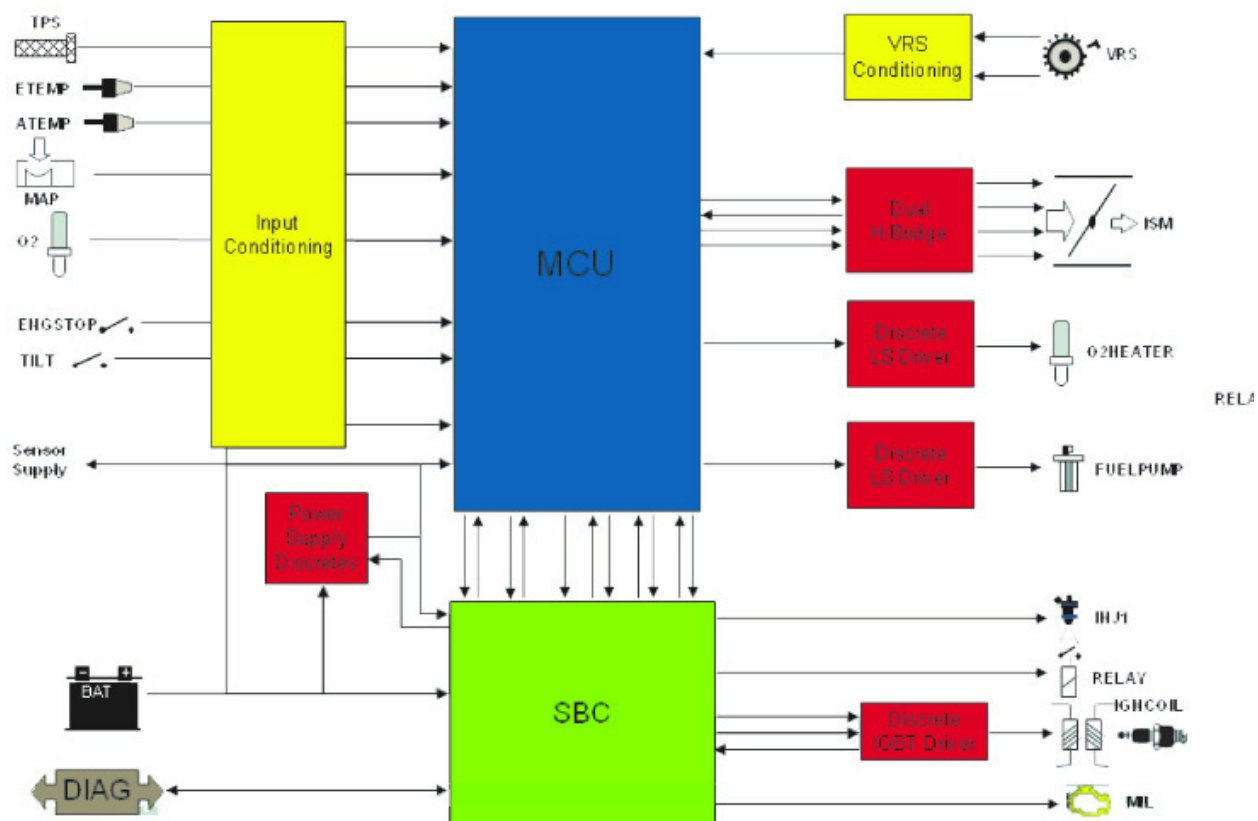 TPS
ETEMP
ATEMP
MAP
O2
ENGSTOP
TILT
Sensor
Supply
Input
Conditioning
MCU
VRS
Conditioning
VRS
Dual
H-Bridge
ISM
Discrete
LS Driver
O2HEATER
RELA
Discrete
LS Driver
FUELPUMP
Power
Supply
Discretes
BAT
DIAG
SBC
INJ1
RELAY
IGNCOIL
Discrete
IGBT Driver
MIL